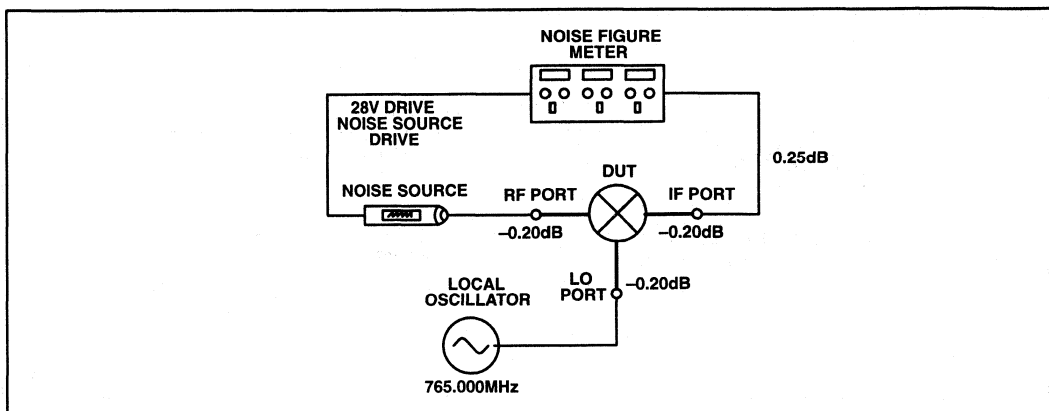 NOISE FIGURE
METER
28V DRIVE
NOISE SOURCE
DRIVE
0.25dB
DUT
NOISE SOURCE
RF PORT
IF PORT
–0.20dB
–0.20dB
LO
PORT
–0.20dB
LOCAL
OSCILLATOR
765.000MHz